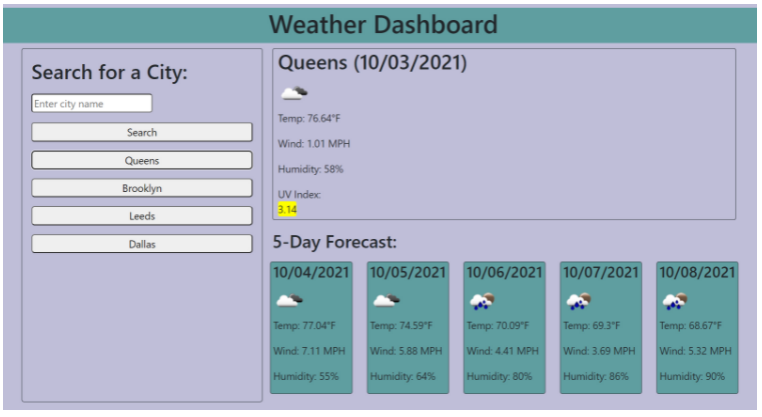 Weather Dashboard
Search for a City:
Enter city name
Search
Queens
Brooklyn
Leeds
Dallas
Queens (10/03/2021)
Temp: 76.64°F
Wind: 1.01 MPH
Humidity: 58%
UV Index:
3.14
5-Day Forecast:
10/04/2021
Temp: 77.04°F
Wind: 7.11 MPH
Humidity: 55%
10/05/2021
Temp: 74.59°F
Wind: 5.88 MPH
Humidity: 64%
10/06/2021
Temp: 70.09°F
Wind: 4.41 MPH
Humidity: 80%
10/07/2021
Temp: 69.3°F
Wind: 3.69 MPH
Humidity: 86%
10/08/2021
Temp: 68.67°F
Wind: 5.32 MPH
Humidity: 90%